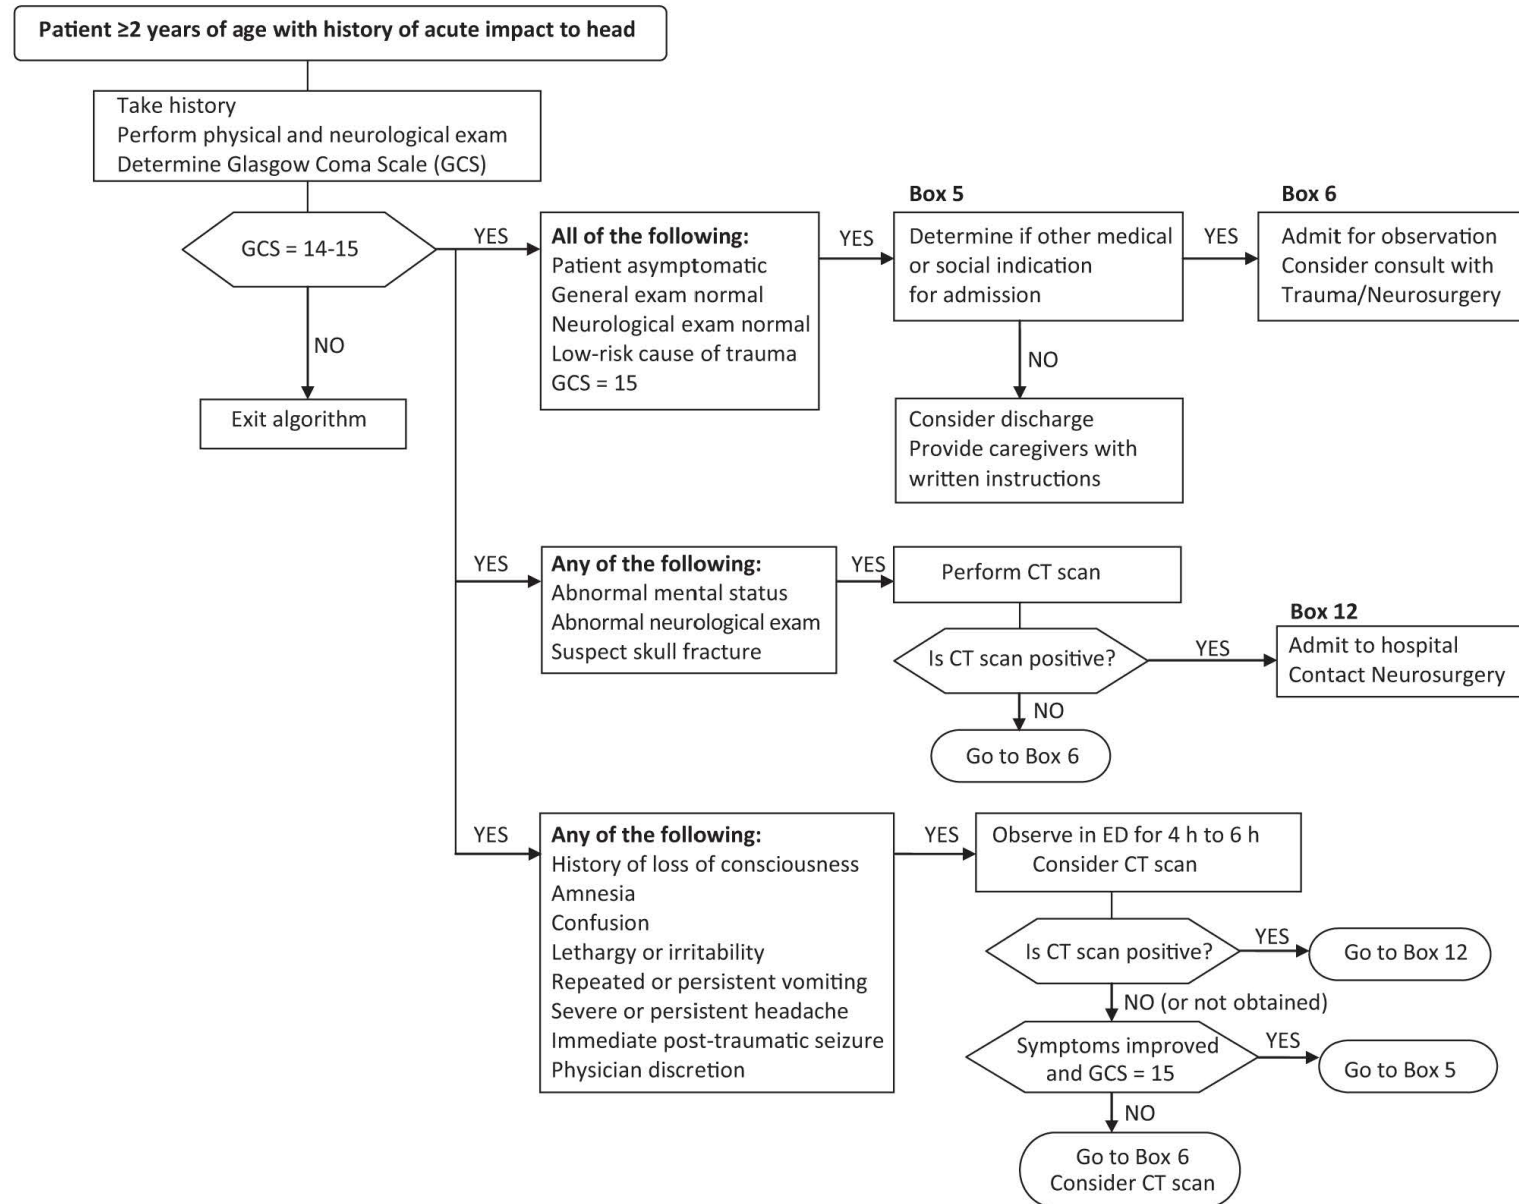 Patient ≥2 years of age with history of acute impact to head
Take history
Perform physical and neurological exam
Determine Glasgow Coma Scale (GCS)
GCS = 14-15
NO
Exit algorithm
YES
All of the following:
Patient asymptomatic
General exam normal
Neurological exam normal
Low-risk cause of trauma
GCS = 15
YES
Box 5
Determine if other medical
or social indication
for admission
YES
Box 6
Admit for observation
Consider consult with
Trauma/Neurosurgery
NO
Consider discharge
Provide caregivers with
written instructions
YES
Any of the following:
Abnormal mental status
Abnormal neurological exam
Suspect skull fracture
YES
Perform CT scan
Is CT scan positive?
YES
Box 12
Admit to hospital
Contact Neurosurgery
NO
Go to Box 6
YES
Any of the following:
History of loss of consciousness
Amnesia
Confusion
Lethargy or irritability
Repeated or persistent vomiting
Severe or persistent headache
Immediate post-traumatic seizure
Physician discretion
YES
Observe in ED for 4 h to 6 h
Consider CT scan
Is CT scan positive?
YES
Go to Box 12
NO (or not obtained)
Symptoms improved
and GCS = 15
YES
Go to Box 5
NO
Go to Box 6
Consider CT scan